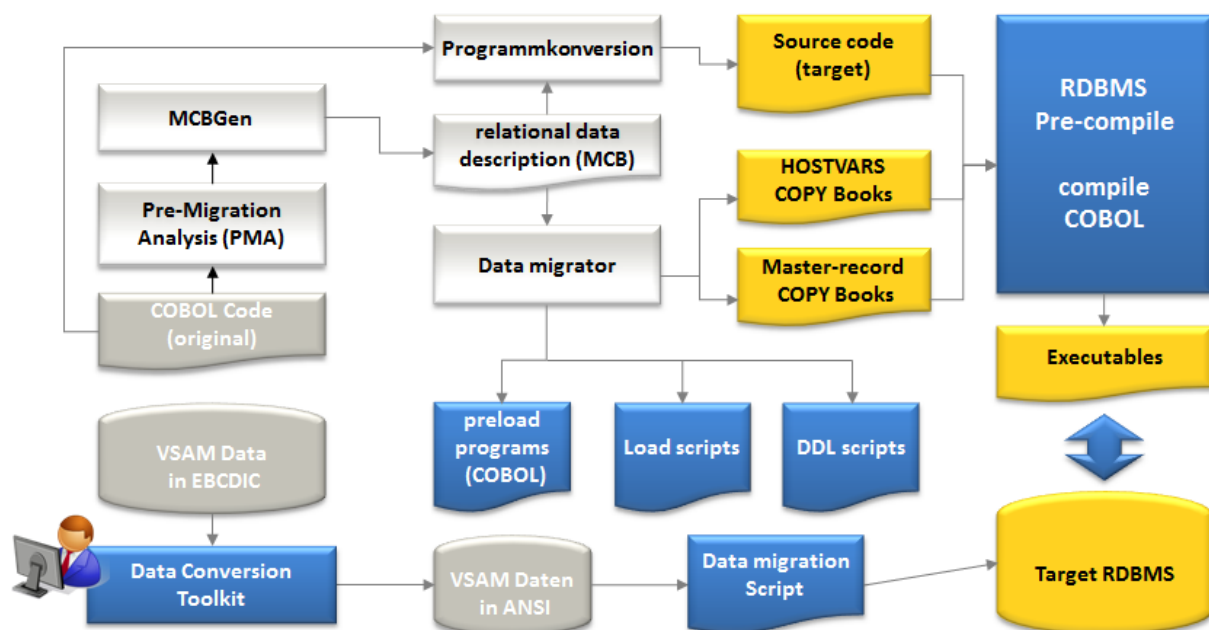 Programmkonversion
Source code
(target)
RDBMS
Pre-compile
compile
COBOL
MCBGen
relational data
description (MCB)
HOSTVARS
COPY Books
Pre-Migration
Analysis (PMA)
Data migrator
Master-record
COPY Books
COBOL Code
(original)
Executables
preload
programs
(COBOL)
Load scripts
DDL scripts
VSAM Data
in EBCDIC
Data Conversion
Toolkit
VSAM Daten
in ANSI
Data migration
Script
Target RDBMS